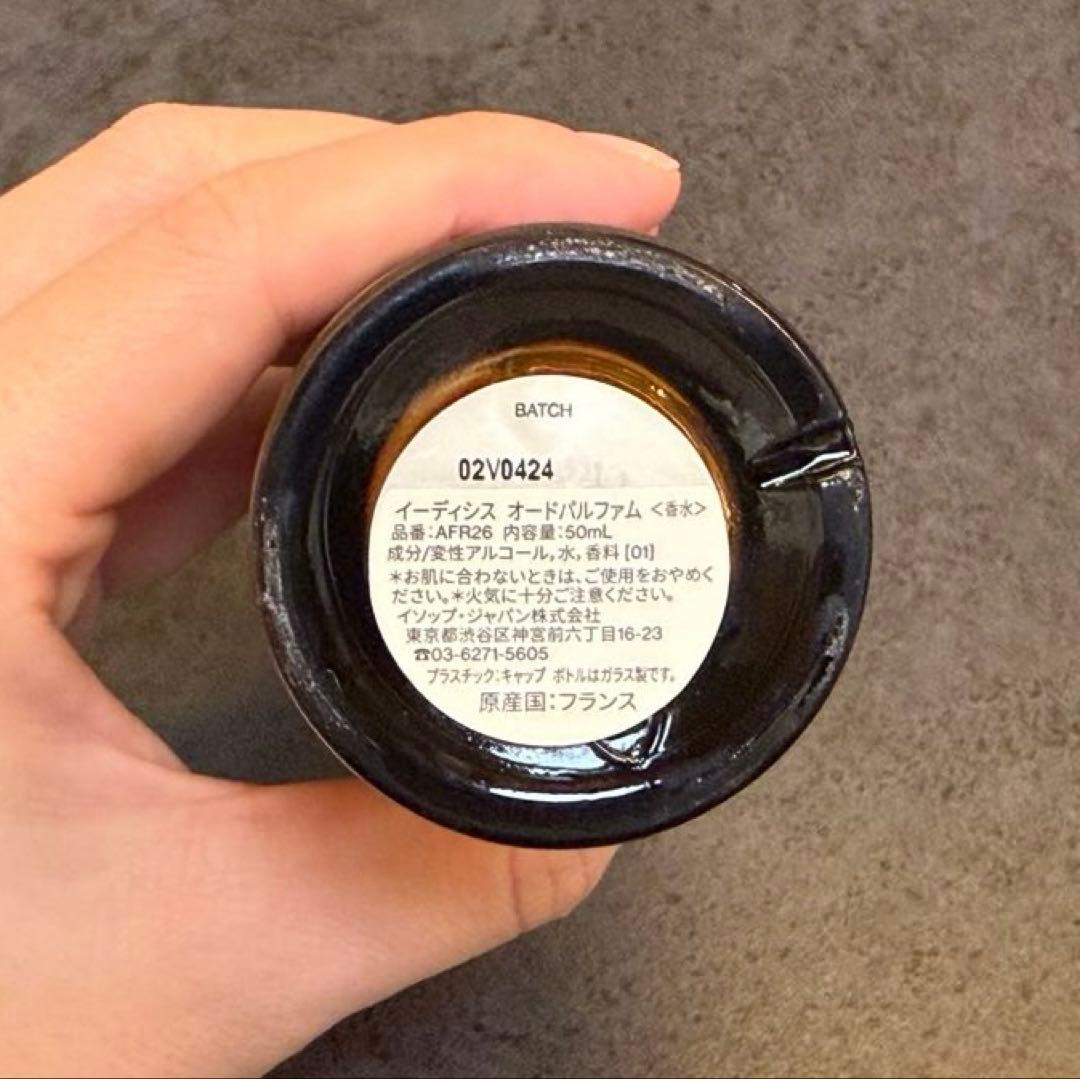 BATCH
02V0424
イーディシス オードパルファム <香水>
品番:AFR26 内容量:50mL
成分/変性アルコール,水,香料 [01]
*お肌に合わないときは、ご使用をおやめく
ださい。*火気に十分ご注意ください。
イソップ・ジャパン株式会社
東京都渋谷区神宮前六丁目16-23
☎03-6271-5605
プラスチック:キャップ ボトルはガラス製です。
原産国:フランス